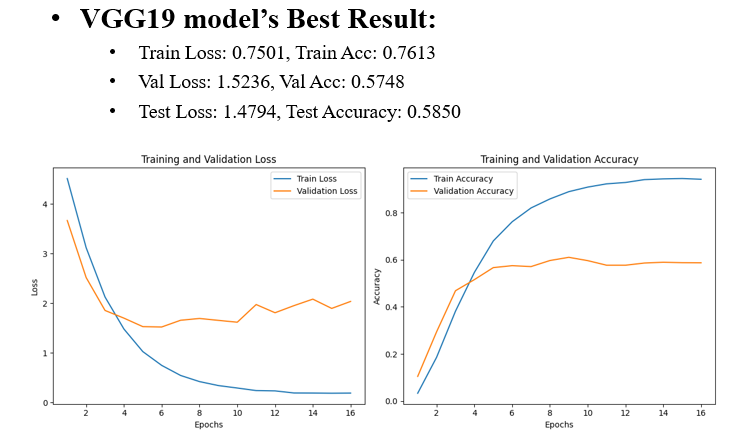 • VGG19 model’s Best Result:
• Train Loss: 0.7501, Train Acc: 0.7613
• Val Loss: 1.5236, Val Acc: 0.5748
• Test Loss: 1.4794, Test Accuracy: 0.5850
Training and Validation Loss
Train Loss
Validation Loss
Loss
4
3
2
1
0
2 4 6 8 10 12 14 16
Epochs
Training and Validation Accuracy
Train Accuracy
Validation Accuracy
Accuracy
0.8
0.6
0.4
0.2
0.0
2 4 6 8 10 12 14 16
Epochs